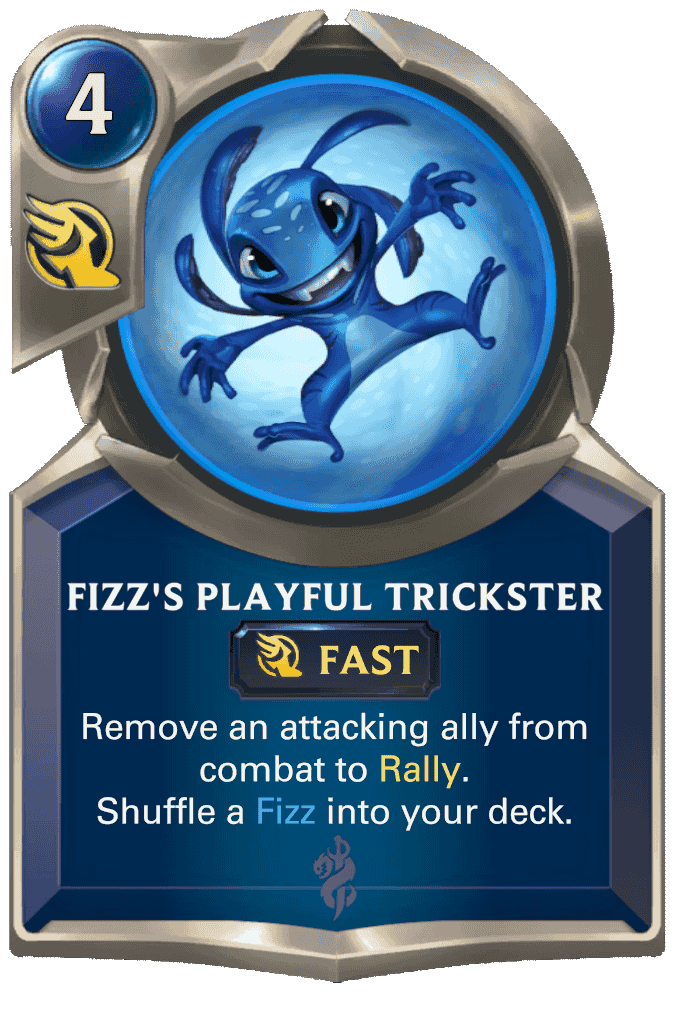 4
FIZZ'S PLAYFUL TRICKSTER
FAST
Remove an attacking ally from
combat to Rally.
Shuffle a Fizz into your deck.